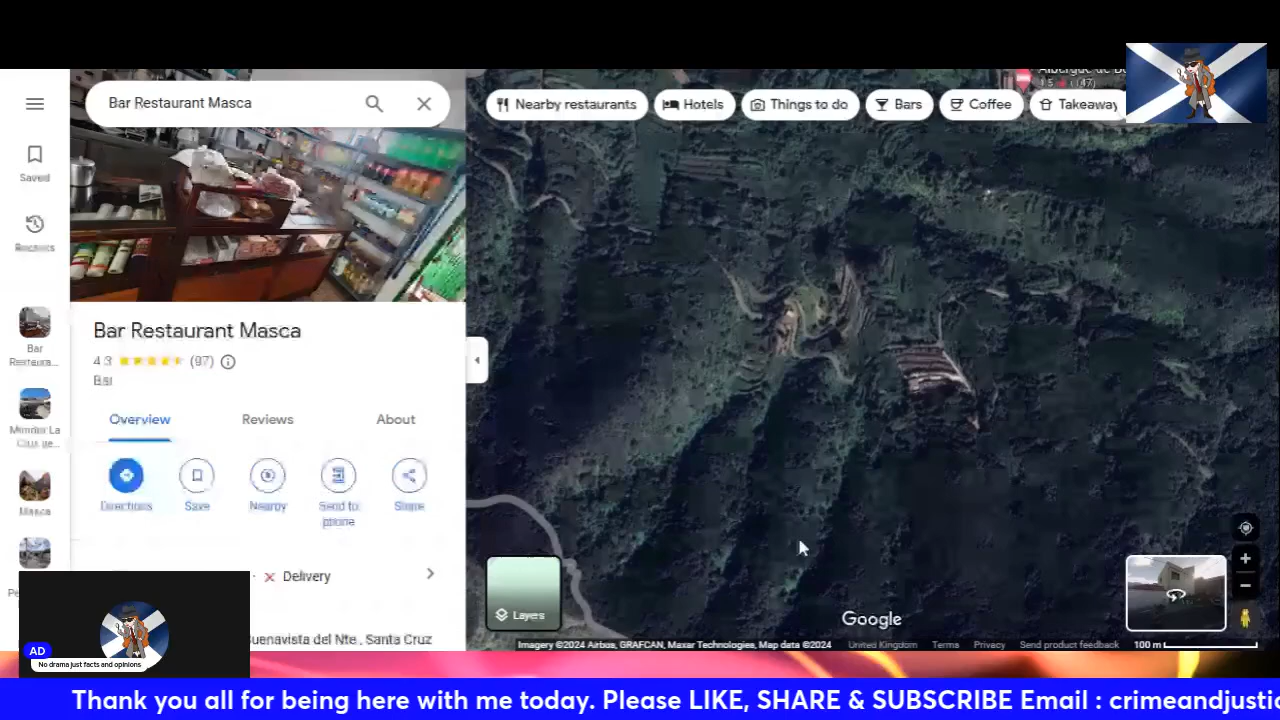 Bar Restaurant Masca
Nearby restaurants
Hotels
Things to do
Bars
Coffee
Takeaway
(47)
Saved
Recents
Bar
Masca
Bar Restaurant Masca
4.3
(97)
Bar
Overview
Reviews
About
Directions
Save
Nearby
Send to
phone
Share
Delivery
Buenavista del Nte., Santa Cruz
Layers
Google
Imagery ©2024 Airbus, GRAFCAN, Maxar Technologies, Map data ©2024
United Kingdom
Terms
Privacy
Send product feedback
100 m
AD
No drama just facts and opinions
Thank you all for being here with me today. Please LIKE, SHARE & SUBSCRIBE Email : crimeandjustic